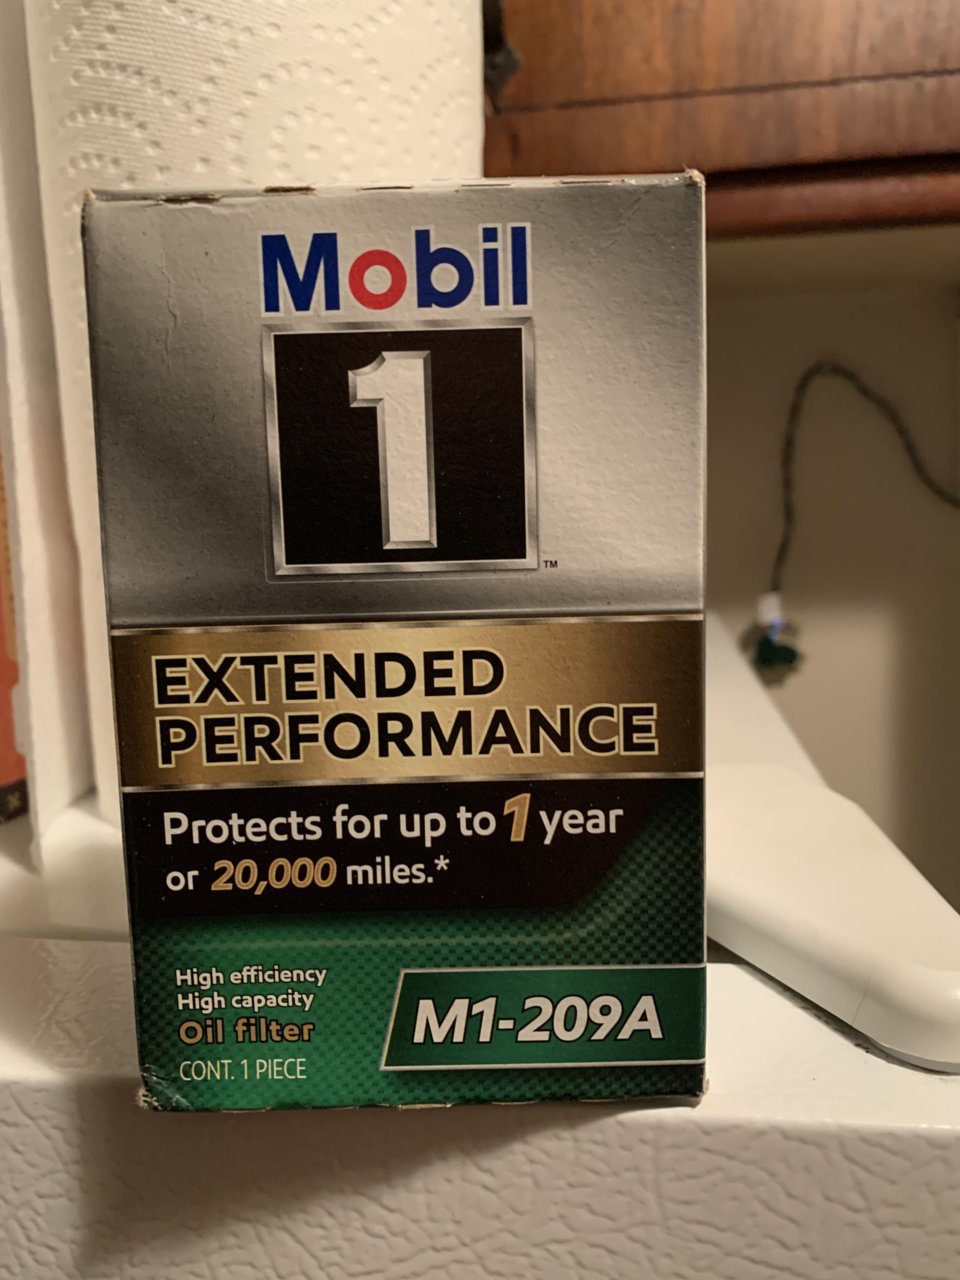 Mobil
1
TM
EXTENDED
PERFORMANCE
Protects for up to 1 year
or 20,000 miles.*
High efficiency
High capacity
Oil filter
CONT. 1 PIECE
M1-209A